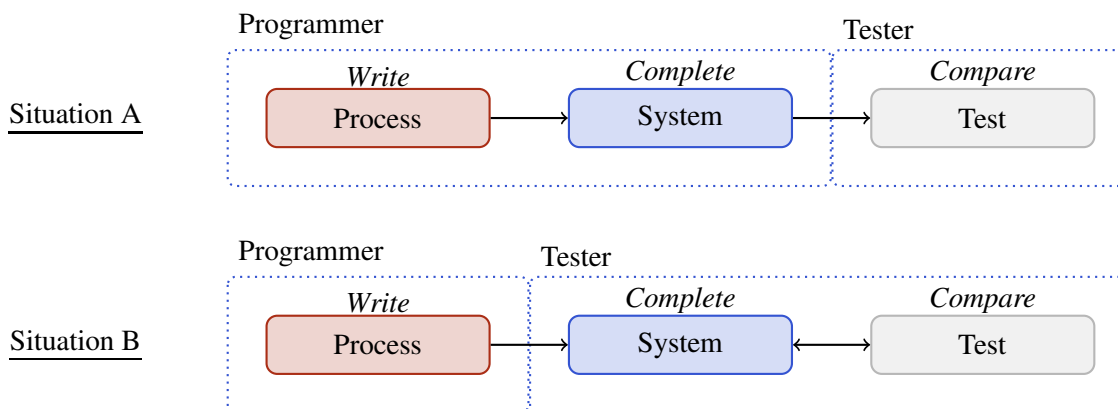 Programmer
Tester
Write
Complete
Compare
Situation A
Process
System
Test
Programmer
Tester
Write
Complete
Compare
Situation B
Process
System
Test